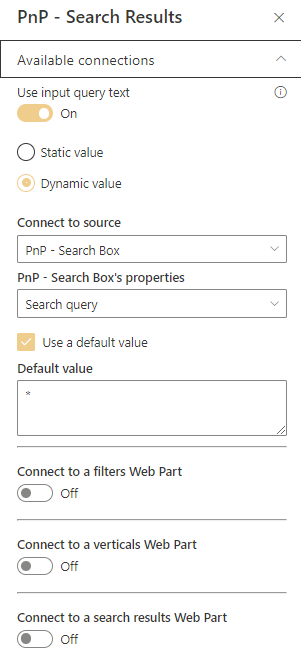 PnP - Search Results
Available connections
Use input query text
On
Static value
Dynamic value
Connect to source
PnP - Search Box
PnP - Search Box's properties
Search query
Use a default value
Default value
*
Connect to a filters Web Part
Off
Connect to a verticals Web Part
Off
Connect to a search results Web Part
Off